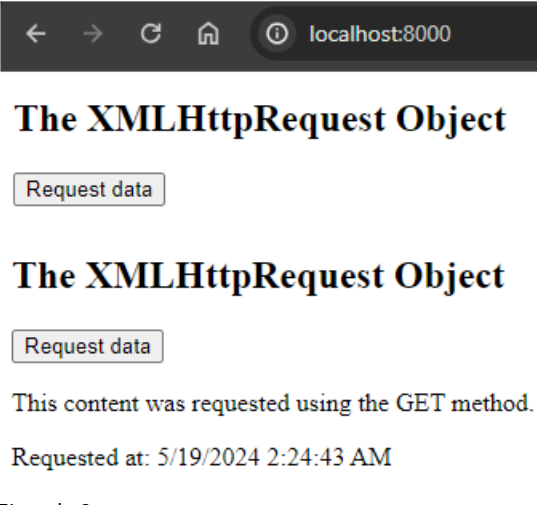 localhost:8000
The XMLHttpRequest Object
Request data
The XMLHttpRequest Object
Request data
This content was requested using the GET method.
Requested at: 5/19/2024 2:24:43 AM